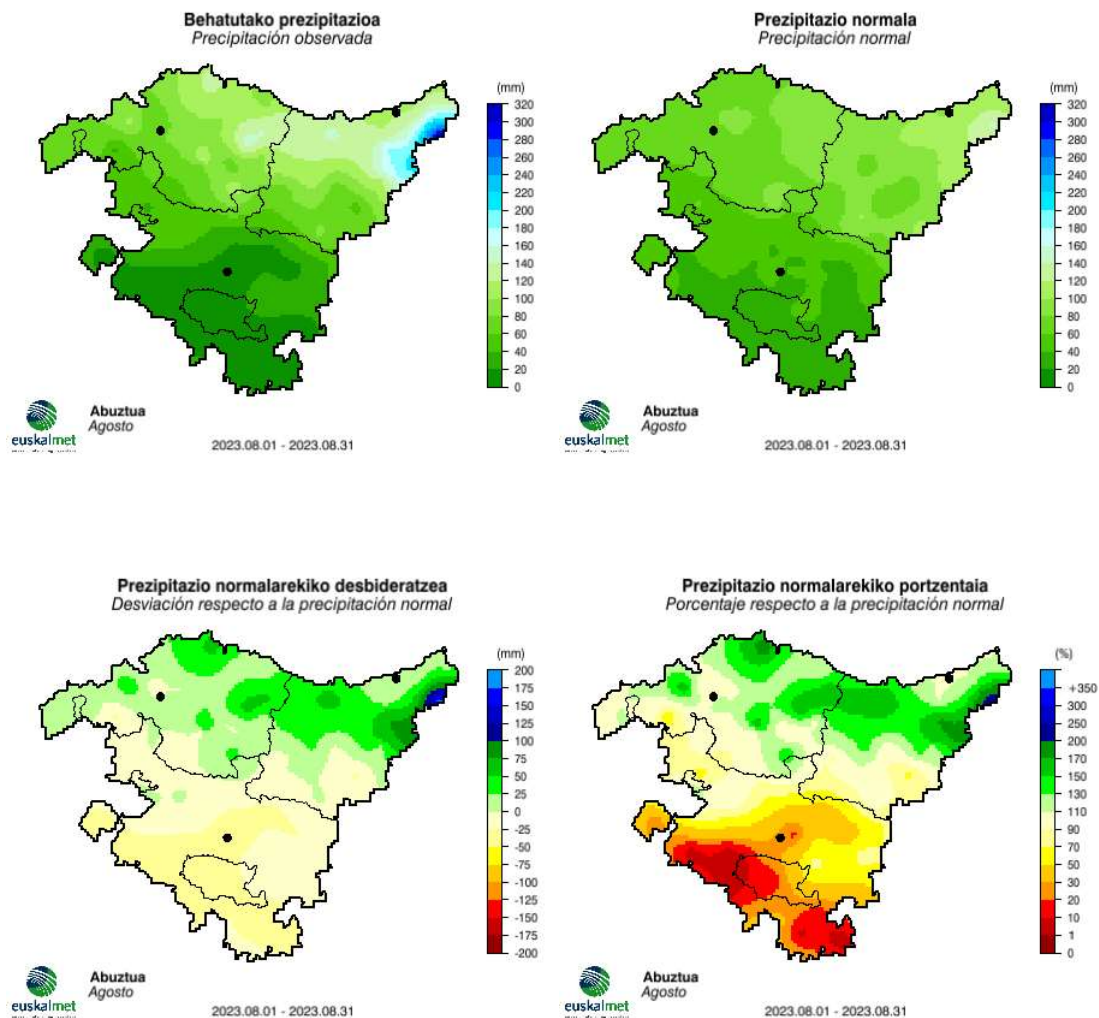 Behatutako prezipitazioa
Precipitación observada
(mm)
320
300
280
260
240
220
200
180
160
140
120
100
80
60
40
20
0
Abuztua
Agosto
euskalmet
2023.08.01 - 2023.08.31
Prezipitazio normala
Precipitación normal
(mm)
320
300
280
260
240
220
200
180
160
140
120
100
80
60
40
20
0
Abuztua
Agosto
euskalmet
2023.08.01 - 2023.08.31
Prezipitazio normalarekiko desbideratzea
Desviación respecto a la precipitación normal
(mm)
200
175
150
125
100
75
50
25
0
-25
-50
-75
-100
-125
-150
-175
-200
Abuztua
Agosto
euskalmet
2023.08.01 - 2023.08.31
Prezipitazio normalarekiko portzentaia
Porcentaje respecto a la precipitación normal
(%)
+350
300
250
200
170
150
130
110
90
70
50
30
20
10
1
0
Abuztua
Agosto
euskalmet
2023.08.01 - 2023.08.31